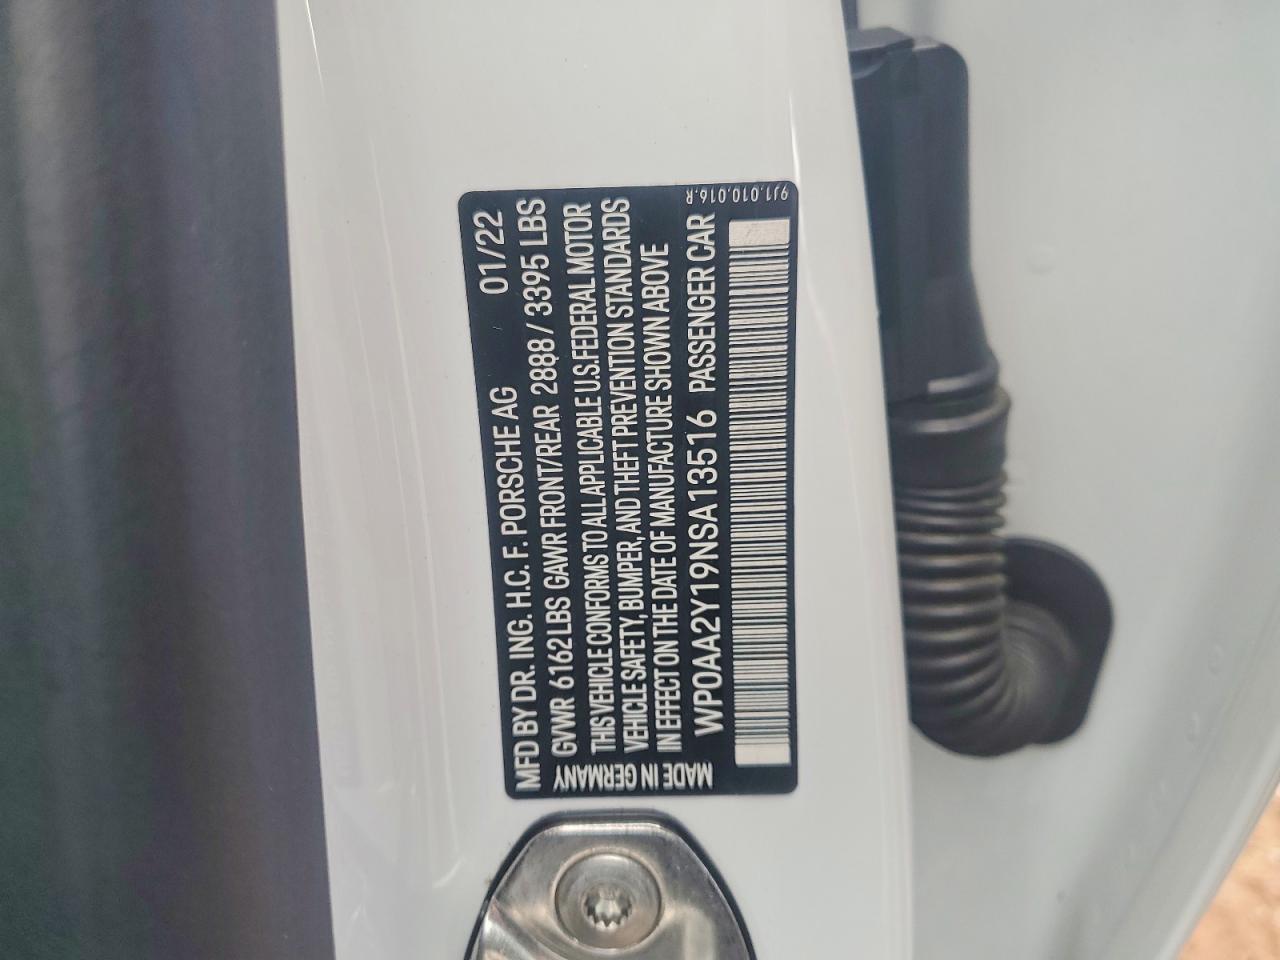 MFD BY DR. ING. H.C. F. PORSCHE AG 01/22
GVWR 6162 LBS GAWR FRONT/REAR 2888 / 3395 LBS
THIS VEHICLE CONFORMS TO ALL APPLICABLE U.S. FEDERAL MOTOR
VEHICLE SAFETY, BUMPER, AND THEFT PREVENTION STANDARDS
IN EFFECT ON THE DATE OF MANUFACTURE SHOWN ABOVE
WP0AA2Y19NSA13516 PASSENGER CAR
MADE IN GERMANY
9J1.010.016.R